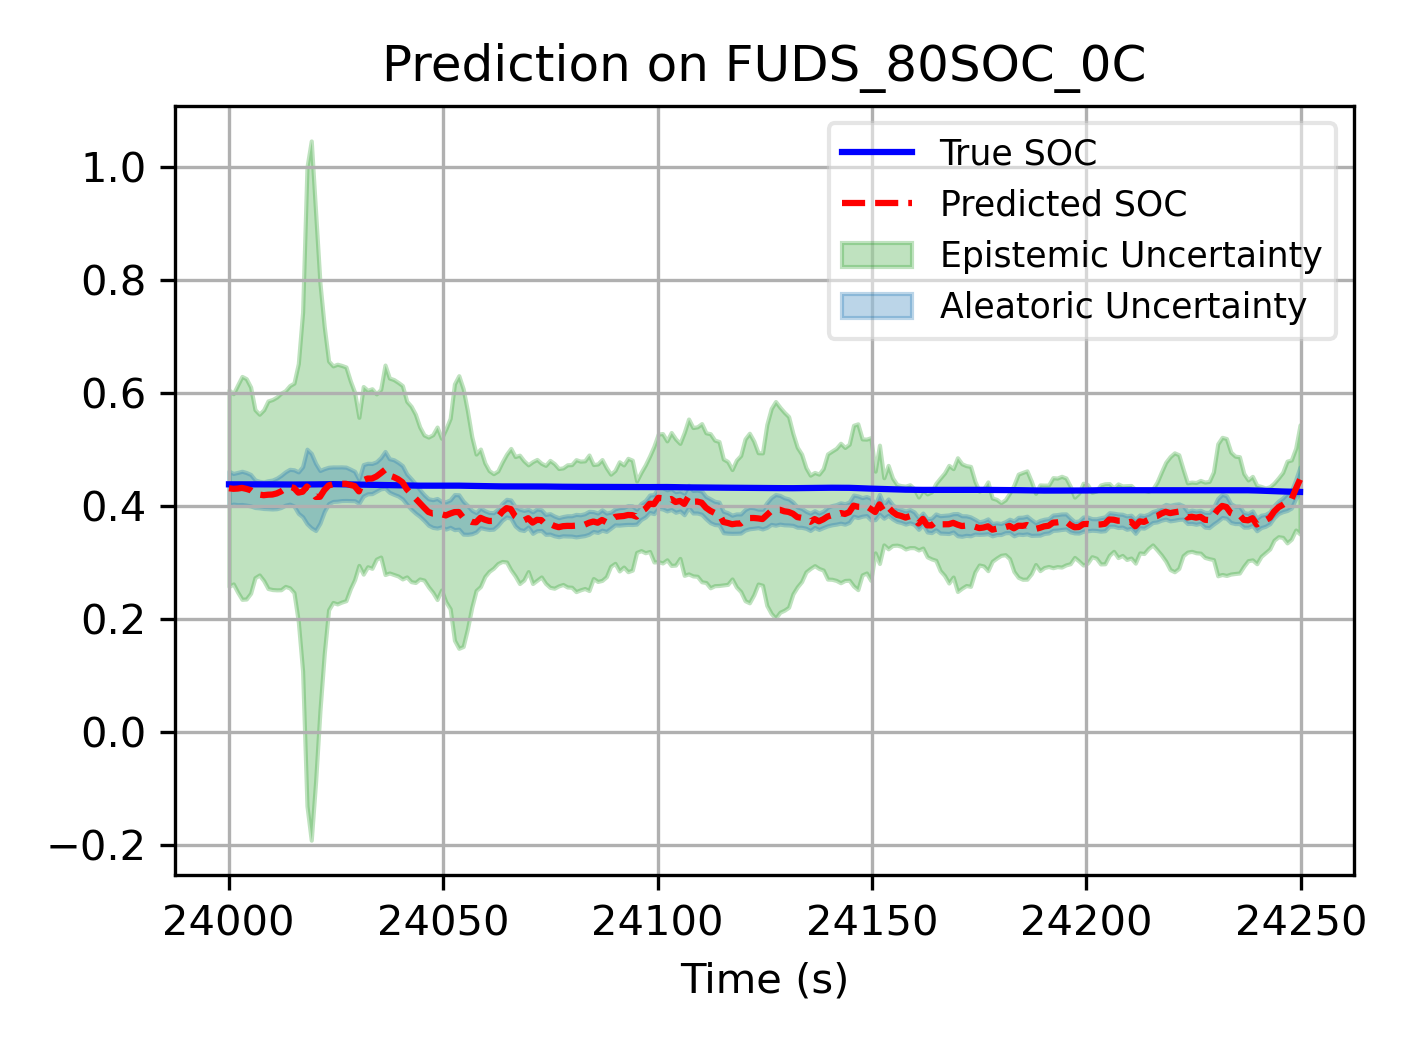 Prediction on FUDS_80SOC_0C
True SOC
Predicted SOC
Epistemic Uncertainty
Aleatoric Uncertainty
1.0
0.8
0.6
0.4
0.2
0.0
−0.2
24000 24050 24100 24150 24200 24250
Time (s)